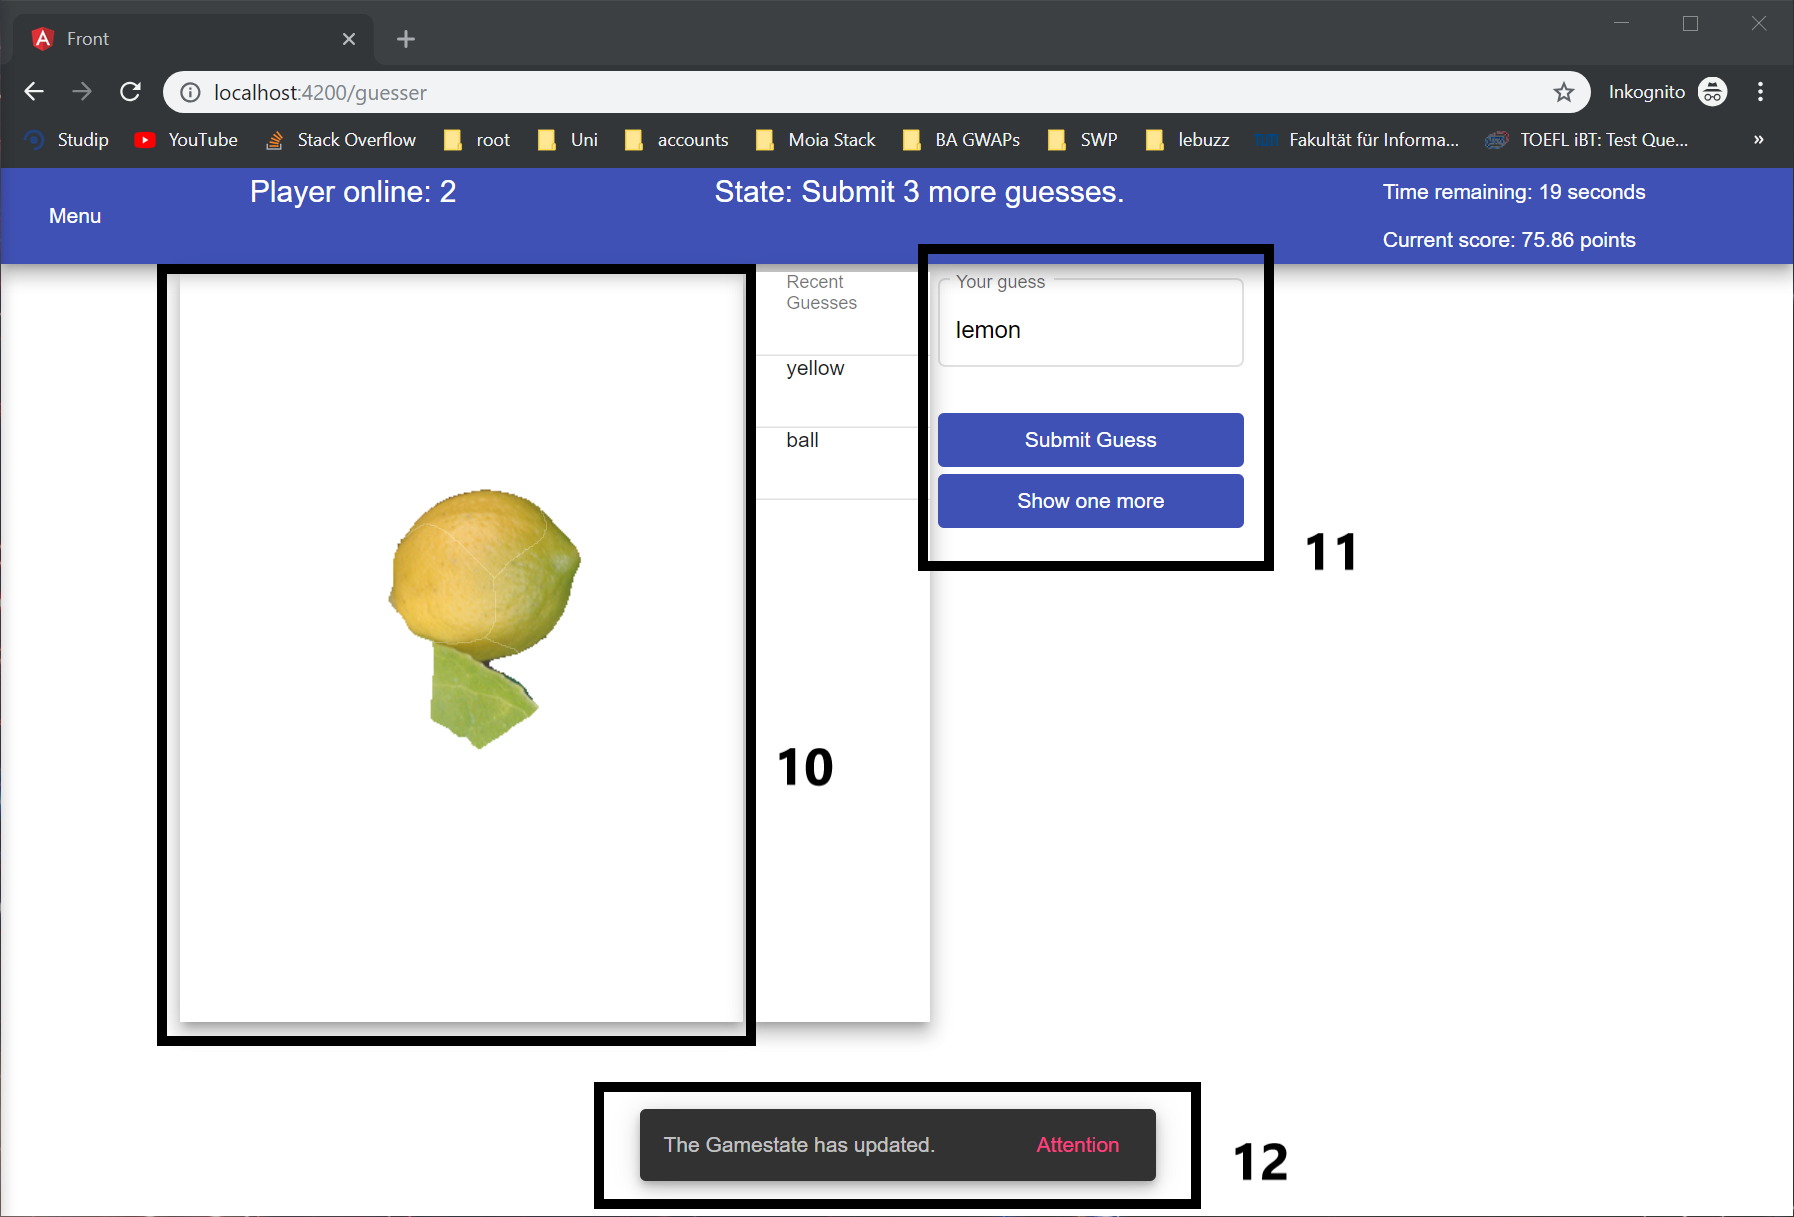 Front
localhost:4200/guesser
Inkognito
Studip
YouTube
Stack Overflow
root
Uni
accounts
Moia Stack
BA GWAPs
SWP
lebuzz
Fakultät für Informa...
TOEFL iBT: Test Que...
»
Menu
Player online: 2
State: Submit 3 more guesses.
Time remaining: 19 seconds
Current score: 75.86 points
Recent
Guesses
yellow
ball
Your guess
lemon
Submit Guess
Show one more
11
10
The Gamestate has updated.
Attention
12